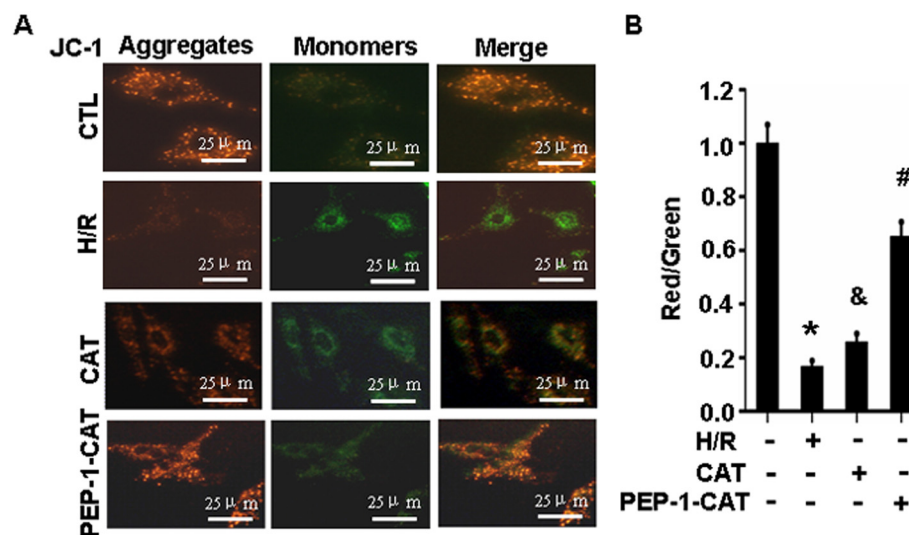 A
JC-1 Aggregates Monomers Merge
CTL
25 μ m 25 μ m 25 μ m
H/R
25 μ m 25 μ m 25 μ m
CAT
25 μ m 25 μ m 25 μ m
PEP-1-CAT
25 μ m 25 μ m 25 μ m
B
Red/Green
1.2
1.0
0.8
0.6
0.4
0.2
0.0
* & #
H/R - + - -
CAT - - + -
PEP-1-CAT - - - +